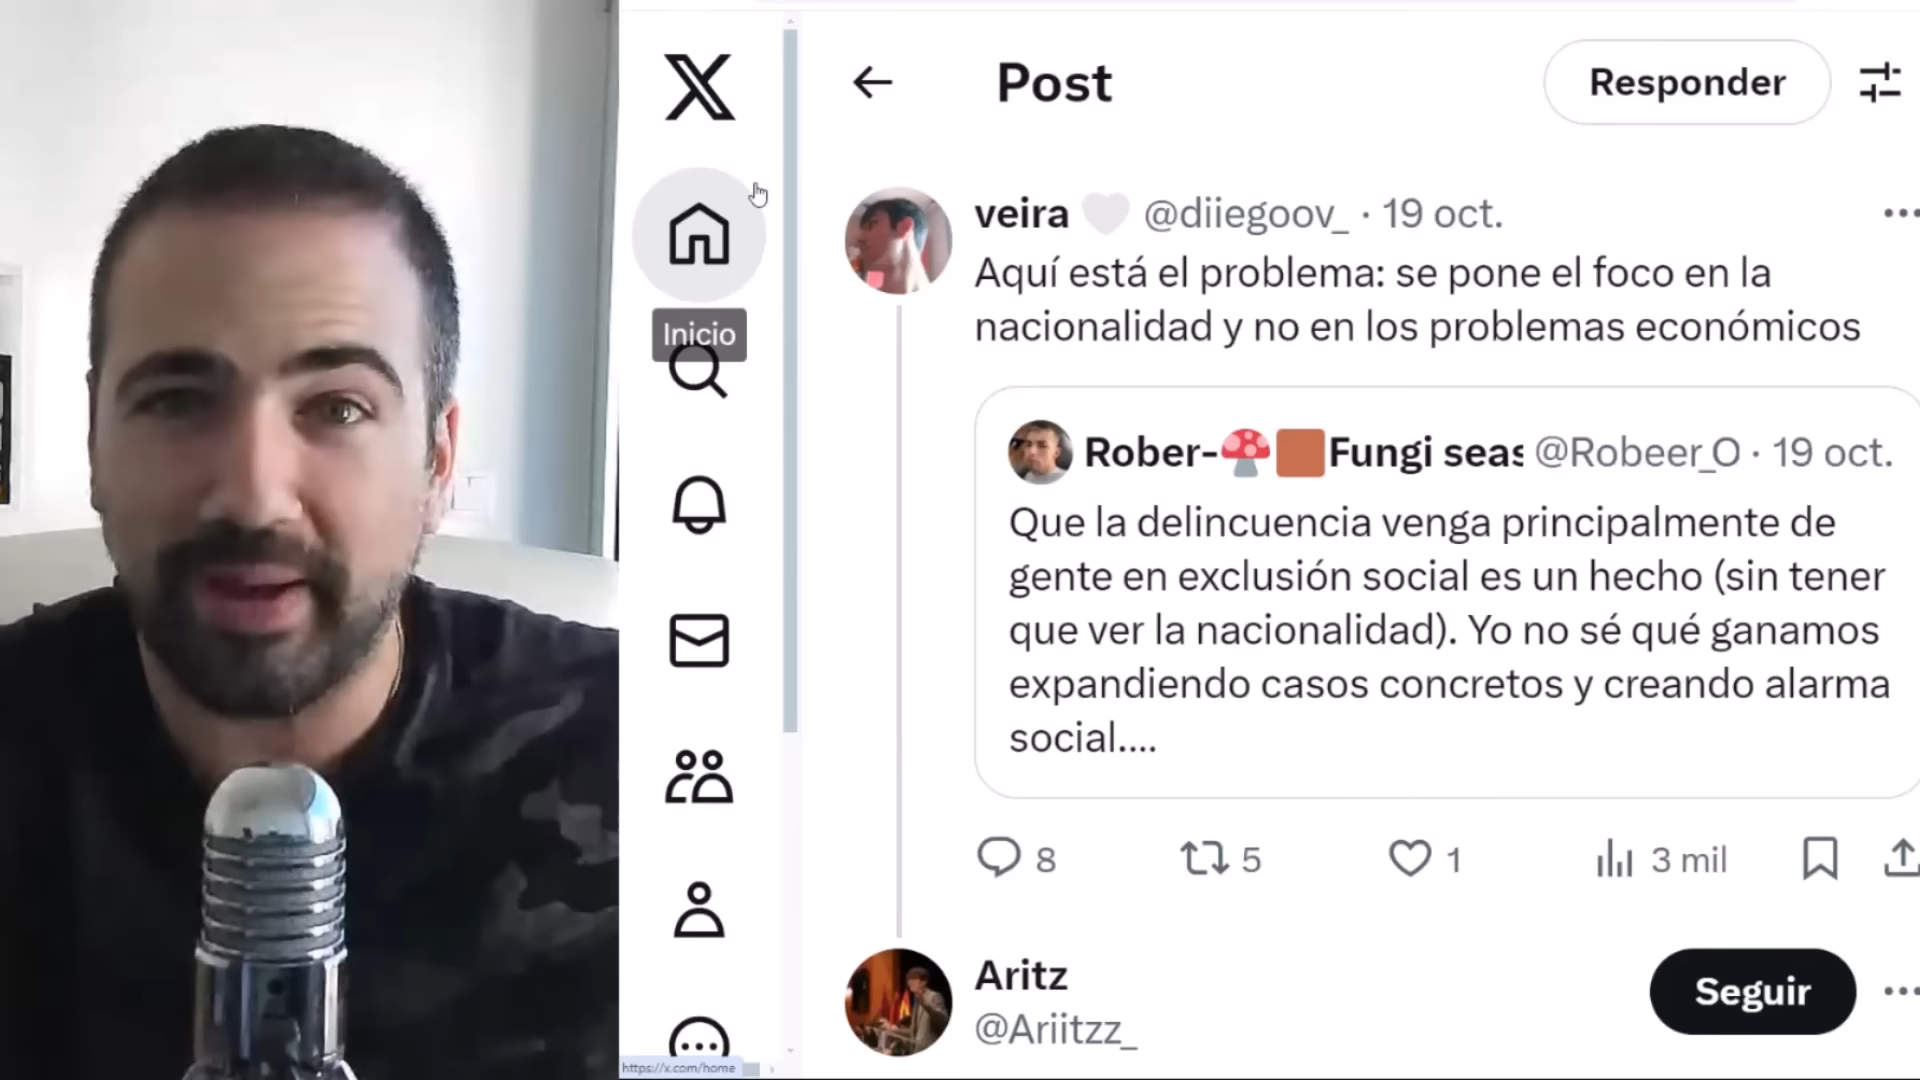 Post
Responder
veira @diiegoov_ · 19 oct.
Aquí está el problema: se pone el foco en la
nacionalidad y no en los problemas económicos
Inicio
Rober- Fungi seas @Robeer_O · 19 oct.
Que la delincuencia venga principalmente de
gente en exclusión social es un hecho (sin tener
que ver la nacionalidad). Yo no sé qué ganamos
expandiendo casos concretos y creando alarma
social....
8 5 1 3 mil
Aritz
@Ariitzz_
Seguir
https://x.com/home